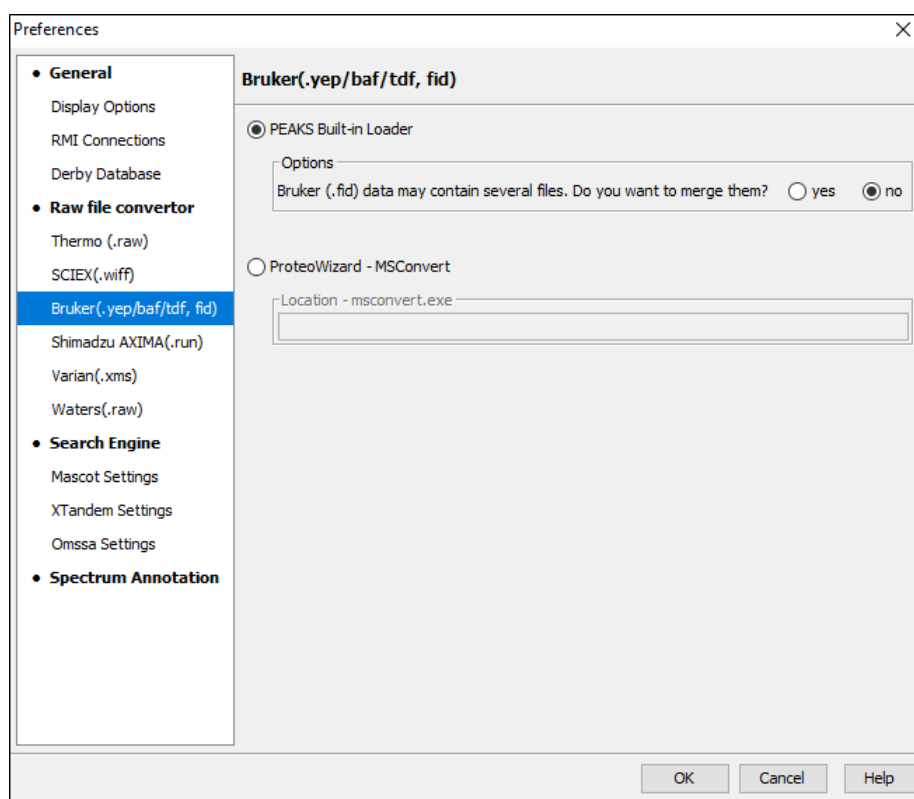 Preferences
• General
Display Options
RMI Connections
Derby Database
• Raw file convertor
Thermo (.raw)
SCIEX(.wiff)
Bruker(.yep/baf/tdf, fid)
Shimadzu AXIMA(.run)
Varian(.xms)
Waters(.raw)
• Search Engine
Mascot Settings
XTandem Settings
Omssa Settings
• Spectrum Annotation
Bruker(.yep/baf/tdf, fid)
PEAKS Built-in Loader
Options
Bruker (.fid) data may contain several files. Do you want to merge them? yes no
ProteoWizard - MSConvert
Location - msconvert.exe
OK Cancel Help